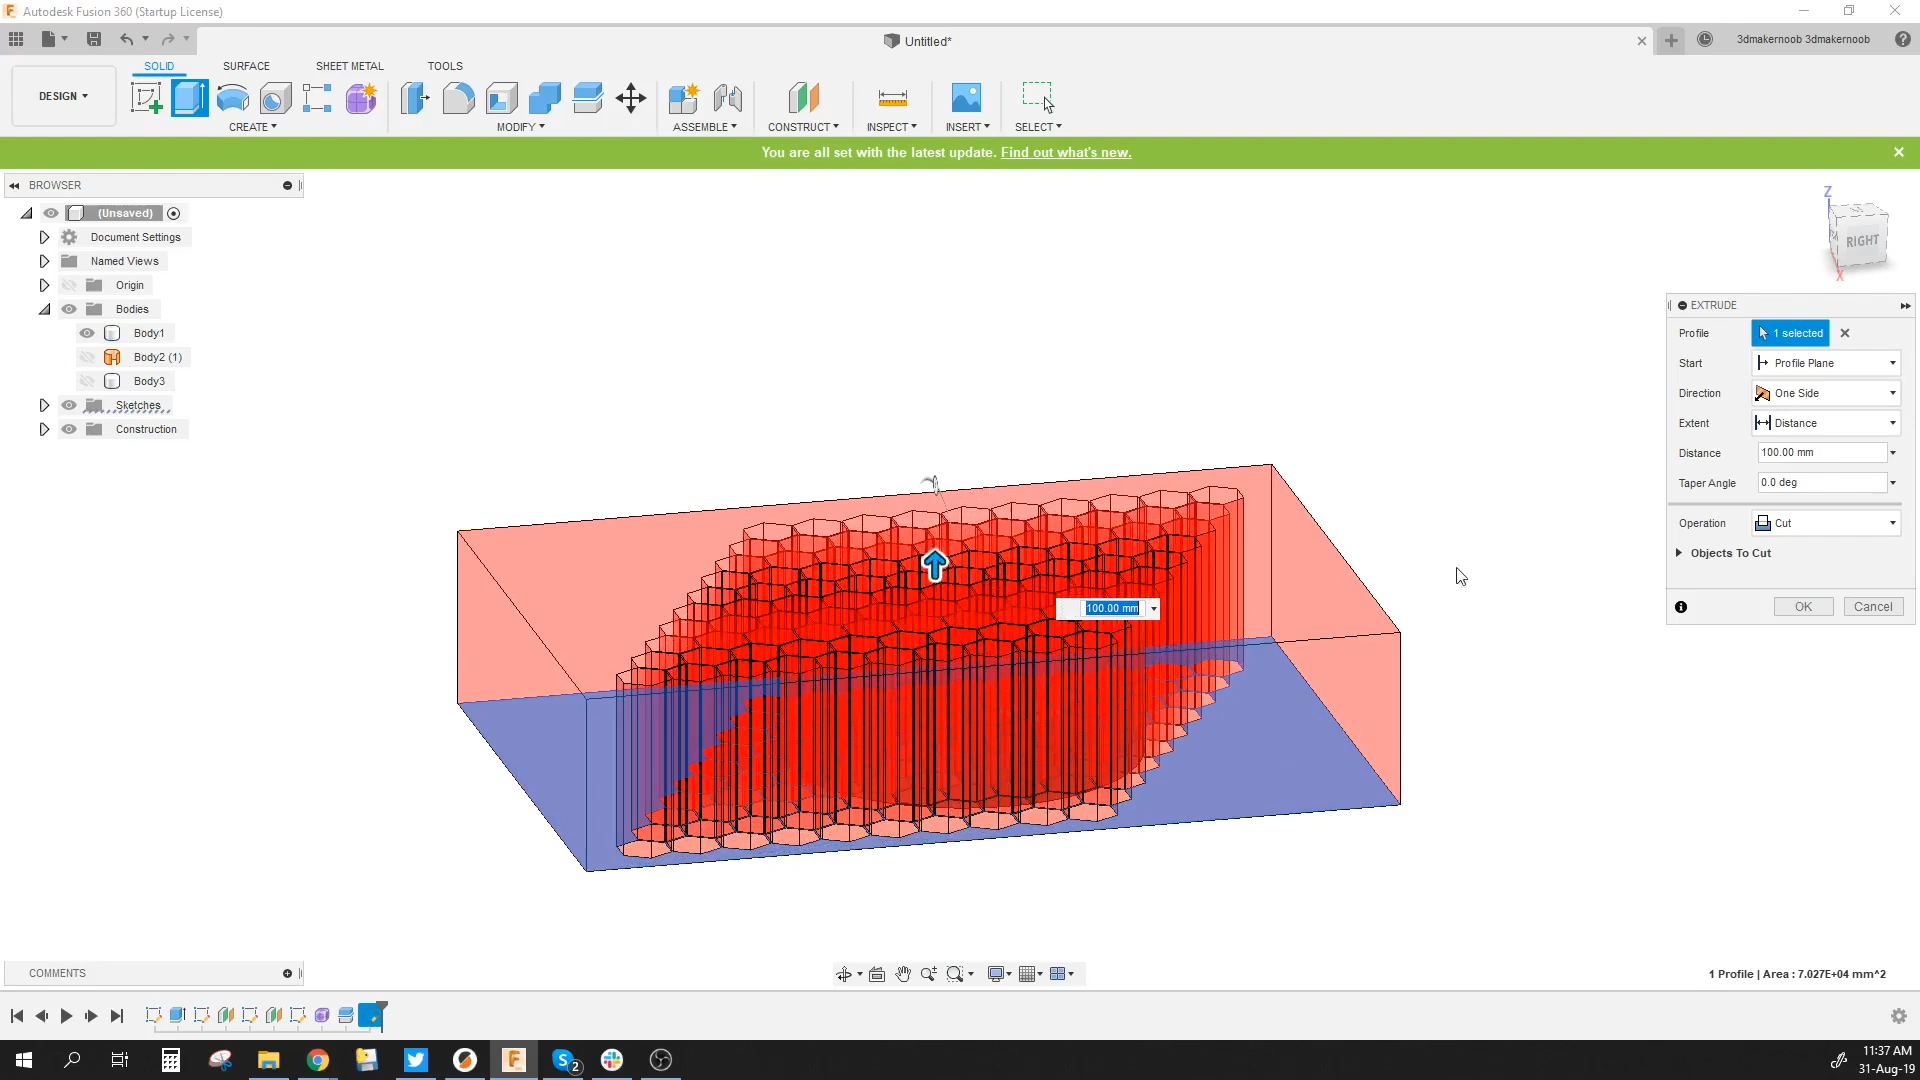 Autodesk Fusion 360 (Startup License)
Untitled*
3dmakernoob 3dmakernoob
SOLID SURFACE SHEET METAL TOOLS
DESIGN
CREATE MODIFY ASSEMBLE CONSTRUCT INSPECT INSERT SELECT
You are all set with the latest update. Find out what's new.
BROWSER
(Unsaved)
Document Settings
Named Views
Origin
Bodies
Body1
Body2 (1)
Body3
Sketches
Construction
Z
RIGHT
X
EXTRUDE
Profile 1 selected
Start Profile Plane
Direction One Side
Extent Distance
Distance 100.00 mm
Taper Angle 0.0 deg
Operation Cut
Objects To Cut
OK Cancel
100.00 mm
COMMENTS
1 Profile | Area : 7.027E+04 mm^2
2
11:37 AM
31-Aug-19